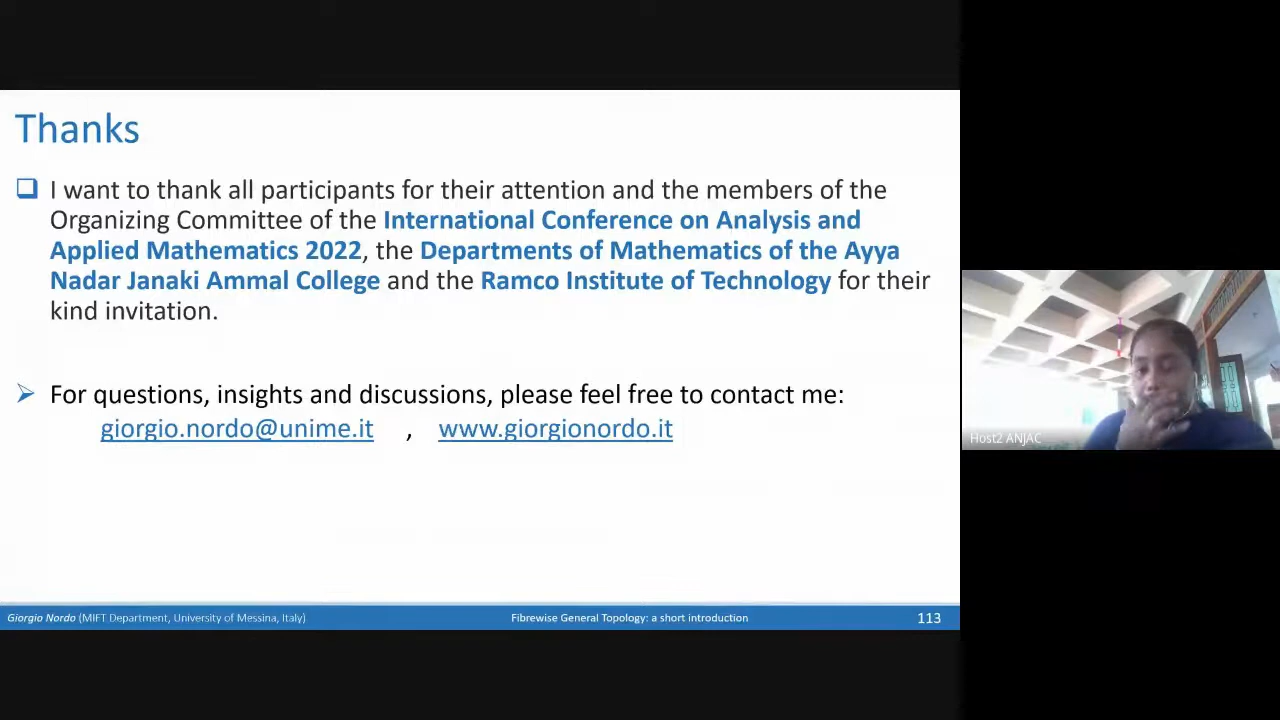 Thanks
I want to thank all participants for their attention and the members of the
Organizing Committee of the International Conference on Analysis and
Applied Mathematics 2022, the Departments of Mathematics of the Ayya
Nadar Janaki Ammal College and the Ramco Institute of Technology for their
kind invitation.
For questions, insights and discussions, please feel free to contact me:
giorgio.nordo@unime.it , www.giorgionordo.it
Giorgio Nordo (MIFT Department, University of Messina, Italy) Fibrewise General Topology: a short introduction 113
Host2 ANJAC